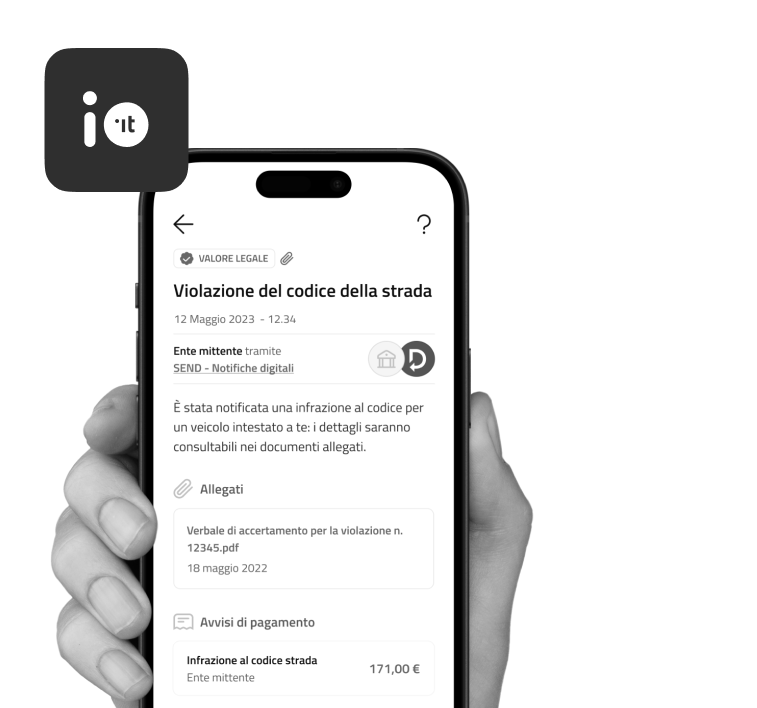 io
it
?
VALORE LEGALE
Violazione del codice della strada
12 Maggio 2023 - 12.34
Ente mittente tramite
SEND - Notifiche digitali
È stata notificata una infrazione al codice per
un veicolo intestato a te: i dettagli saranno
consultabili nei documenti allegati.
Allegati
Verbale di accertamento per la violazione n.
12345.pdf
18 maggio 2022
Avvisi di pagamento
Infrazione al codice strada
171,00 €
Ente mittente